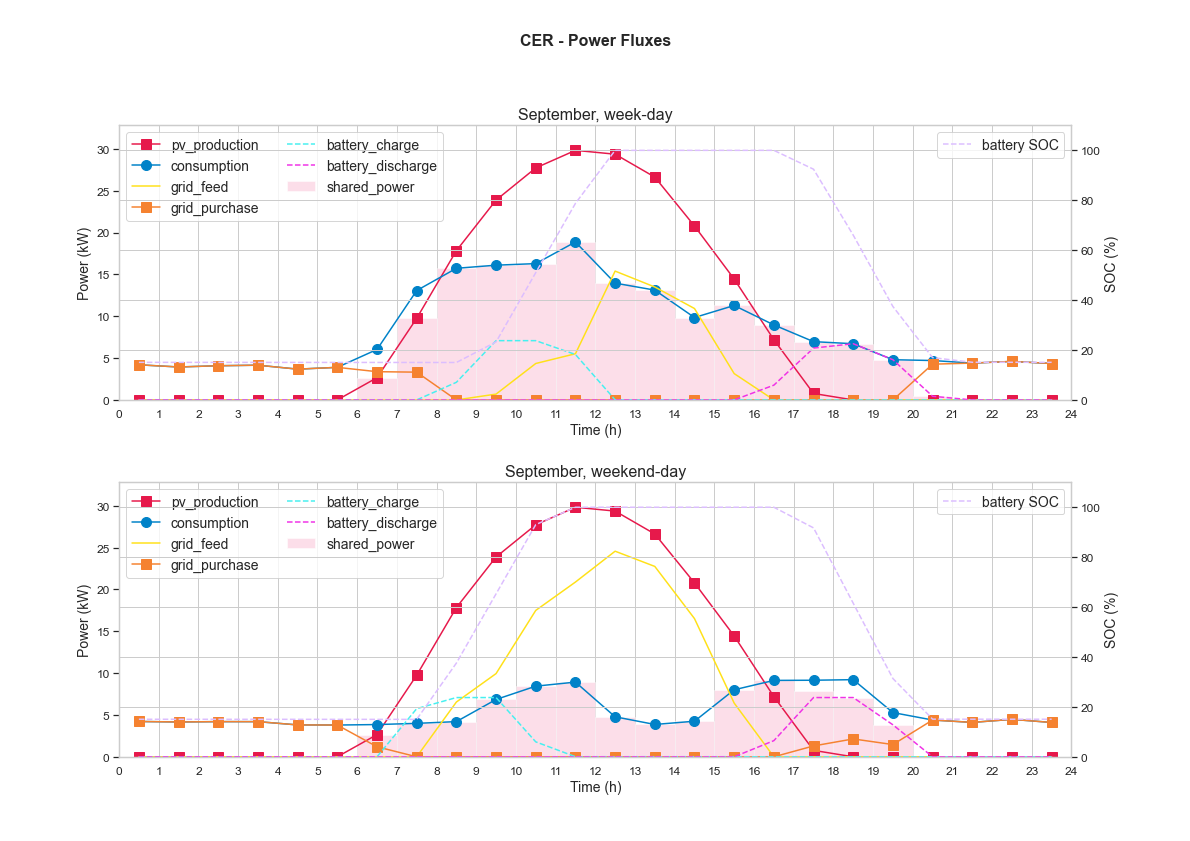 CER - Power Fluxes
September, week-day
pv_production
consumption
grid_feed
grid_purchase
battery_charge
battery_discharge
shared_power
battery SOC
Power (kW)
30
25
20
15
10
5
0
100
80
60
40
20
0
SOC (%)
0 1 2 3 4 5 6 7 8 9 10 11 12 13 14 15 16 17 18 19 20 21 22 23 24
Time (h)
September, weekend-day
pv_production
consumption
grid_feed
grid_purchase
battery_charge
battery_discharge
shared_power
battery SOC
Power (kW)
30
25
20
15
10
5
0
100
80
60
40
20
0
SOC (%)
0 1 2 3 4 5 6 7 8 9 10 11 12 13 14 15 16 17 18 19 20 21 22 23 24
Time (h)